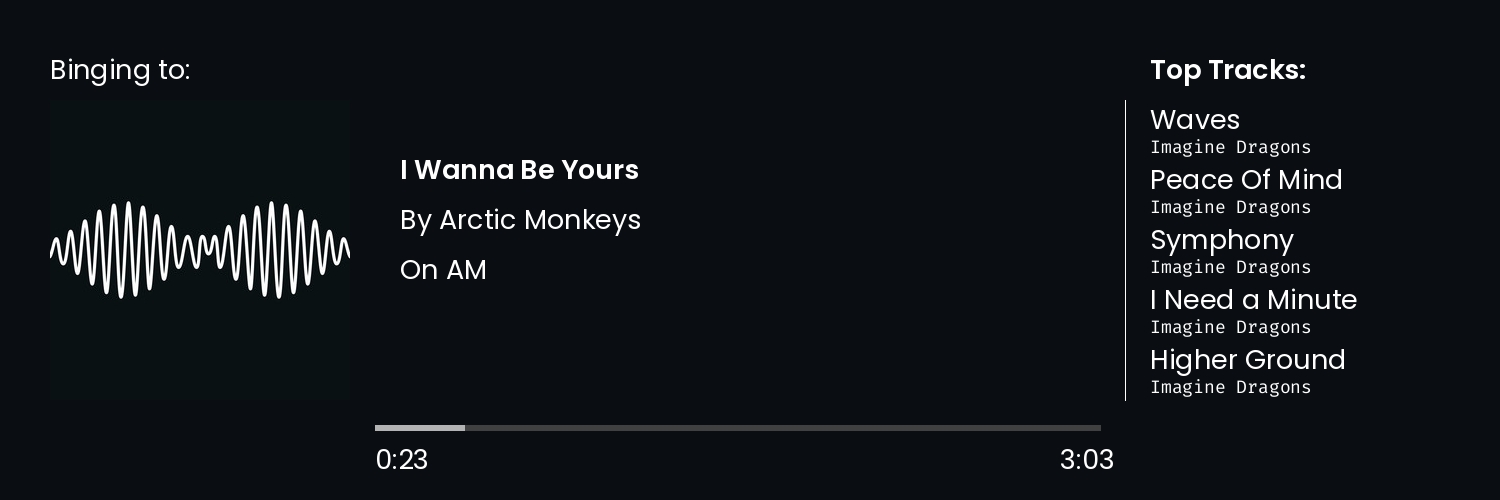 Binging to:
I Wanna Be Yours
By Arctic Monkeys
On AM
0:23
3:03
Top Tracks:
Waves
Imagine Dragons
Peace Of Mind
Imagine Dragons
Symphony
Imagine Dragons
I Need a Minute
Imagine Dragons
Higher Ground
Imagine Dragons